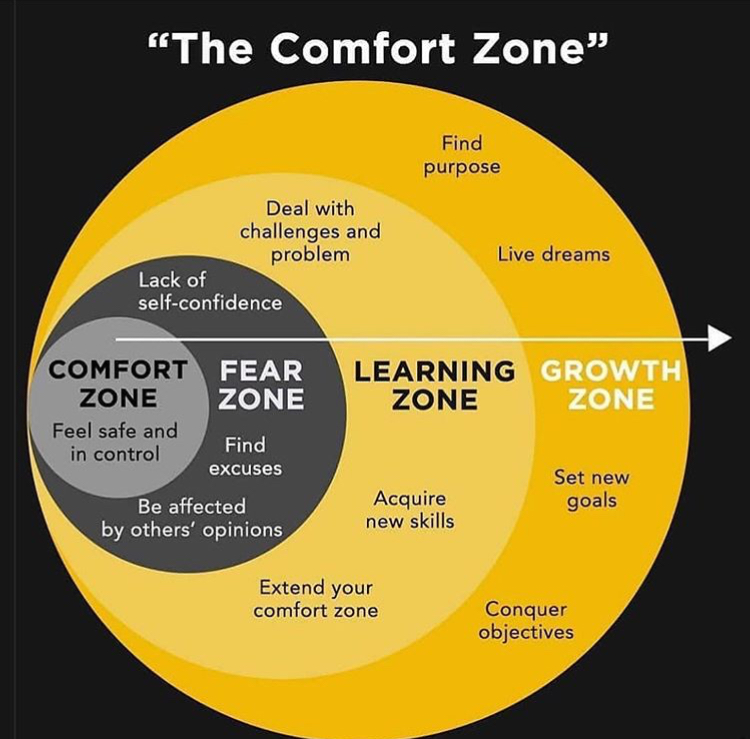 “The Comfort Zone”
Find
purpose
Deal with
challenges and
problem
Live dreams
Lack of
self-confidence
COMFORT
ZONE
Feel safe and
in control
FEAR
ZONE
Find
excuses
Be affected
by others’ opinions
LEARNING
ZONE
Acquire
new skills
Extend your
comfort zone
GROWTH
ZONE
Set new
goals
Conquer
objectives